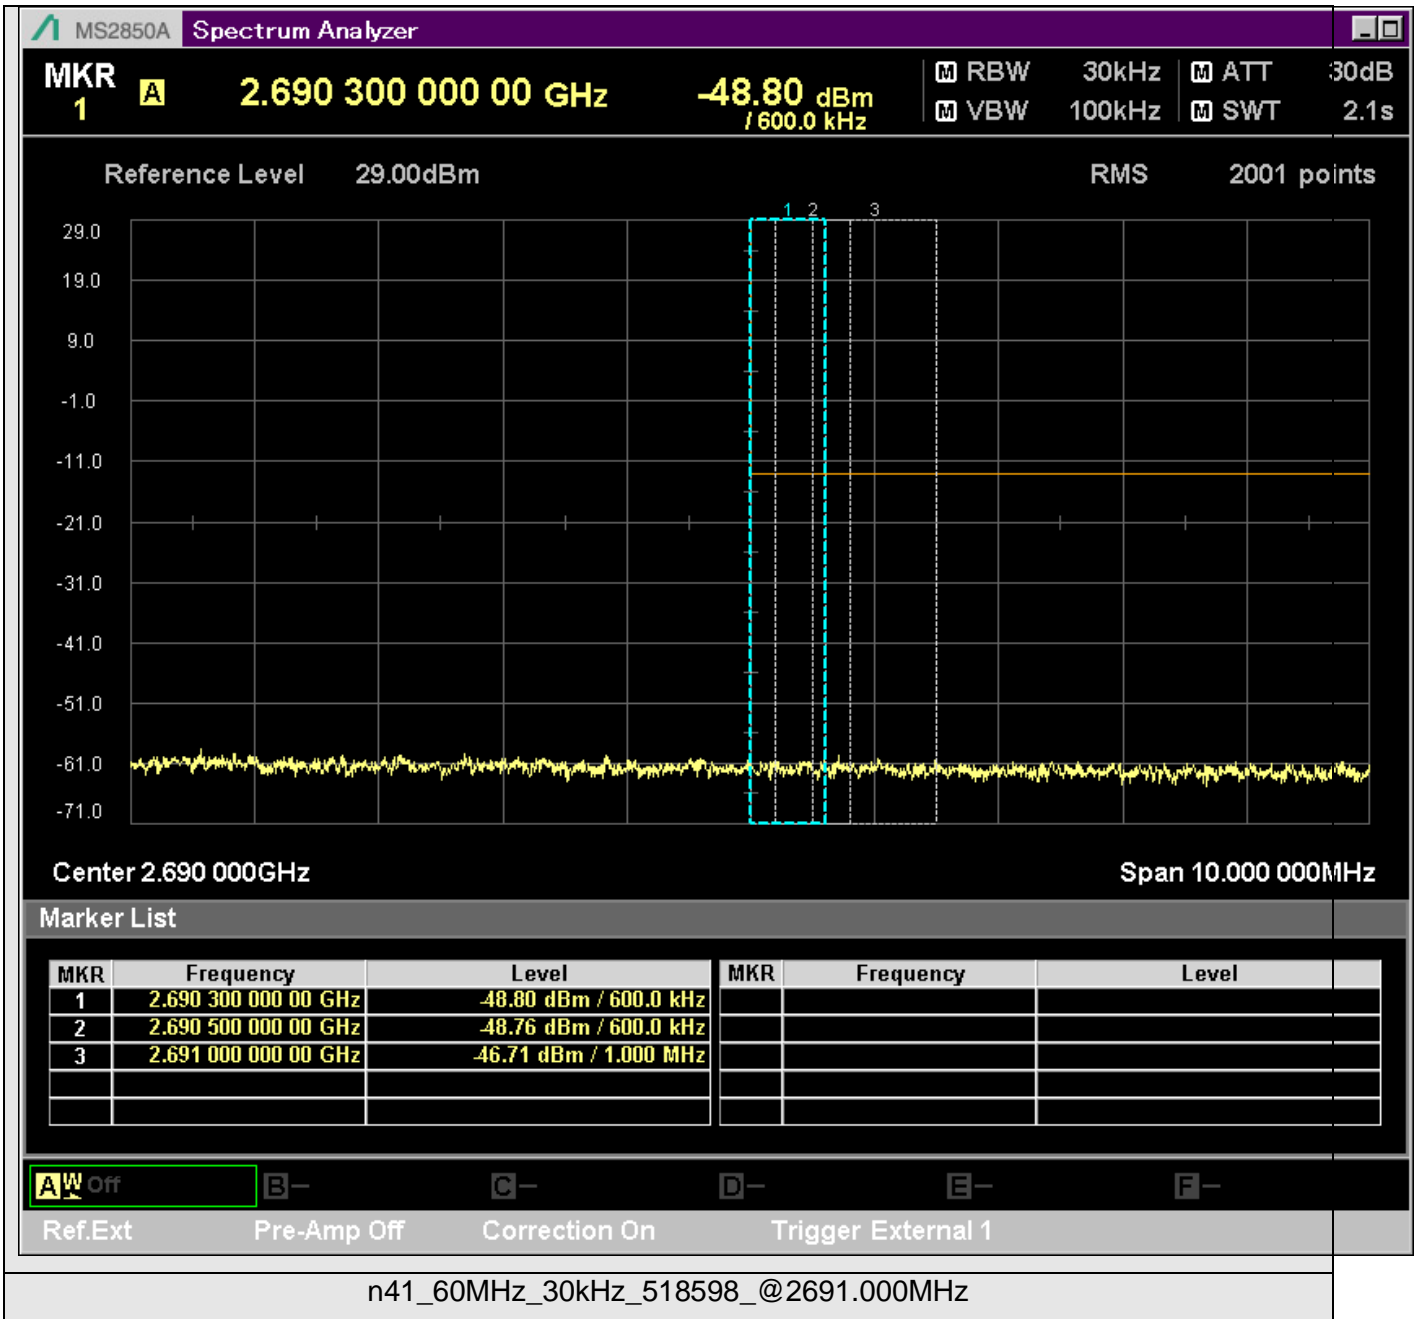 MS2850A Spectrum Analyzer
MKR 1 A 2.690 300 000 00 GHz -48.80 dBm / 600.0 kHz
M RBW 30kHz M ATT 30dB
M VBW 100kHz M SWT 2.1s
Reference Level 29.00dBm RMS 2001 points
1 2 3
29.0
19.0
9.0
-1.0
-11.0
-21.0
-31.0
-41.0
-51.0
-61.0
-71.0
Center 2.690 000GHz Span 10.000 000MHz
Marker List
MKR Frequency Level MKR Frequency Level
1 2.690 300 000 00 GHz -48.80 dBm / 600.0 kHz
2 2.690 500 000 00 GHz -48.76 dBm / 600.0 kHz
3 2.691 000 000 00 GHz -46.71 dBm / 1.000 MHz
A W Off B – C – D – E – F –
Ref.Ext Pre-Amp Off Correction On Trigger External 1
n41_60MHz_30kHz_518598_@2691.000MHz